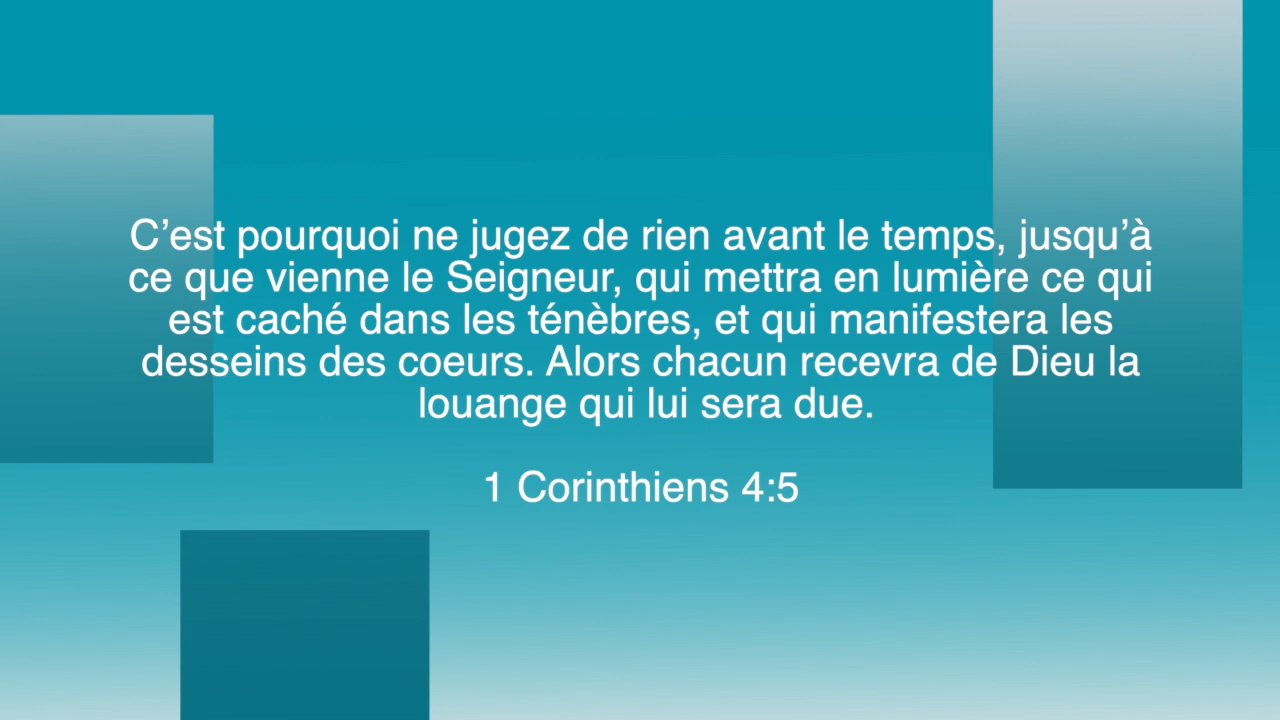 C’est pourquoi ne jugez de rien avant le temps, jusqu’à
ce que vienne le Seigneur, qui mettra en lumière ce qui
est caché dans les ténèbres, et qui manifestera les
desseins des coeurs. Alors chacun recevra de Dieu la
louange qui lui sera due.
1 Corinthiens 4:5